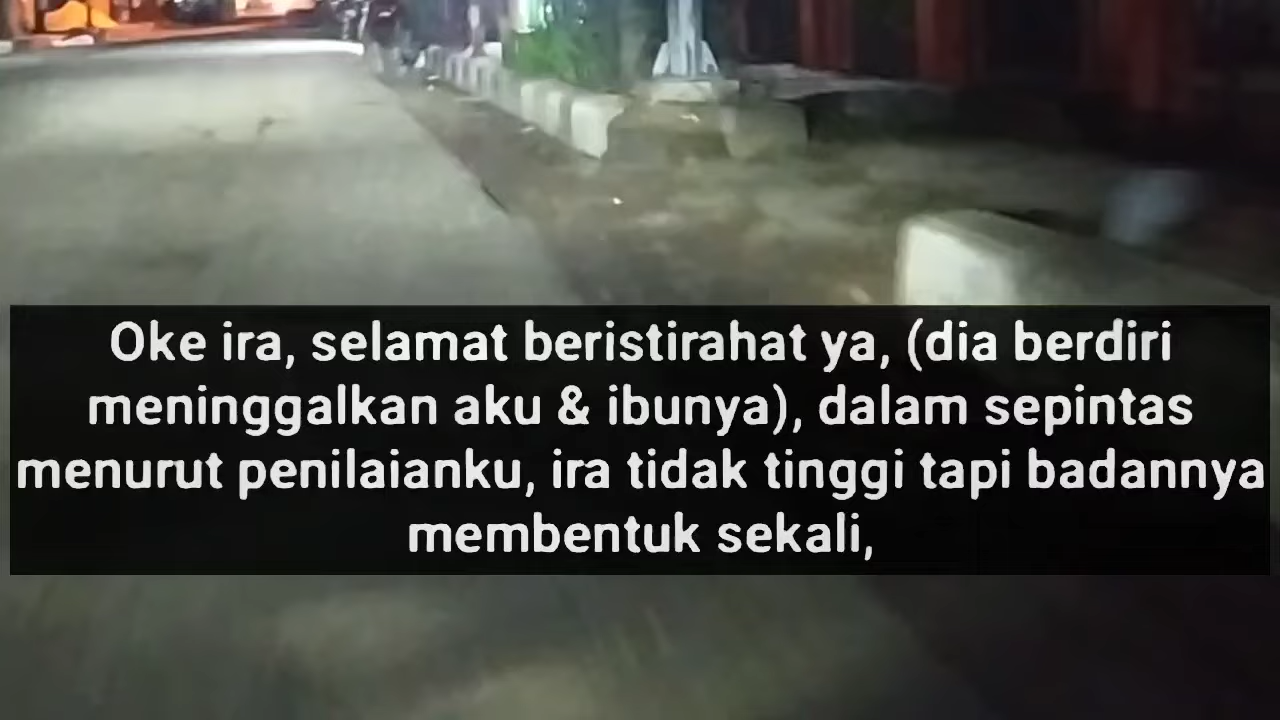 Oke ira, selamat beristirahat ya, (dia berdiri
meninggalkan aku & ibunya), dalam sepintas
menurut penilaianku, ira tidak tinggi tapi badannya
membentuk sekali,